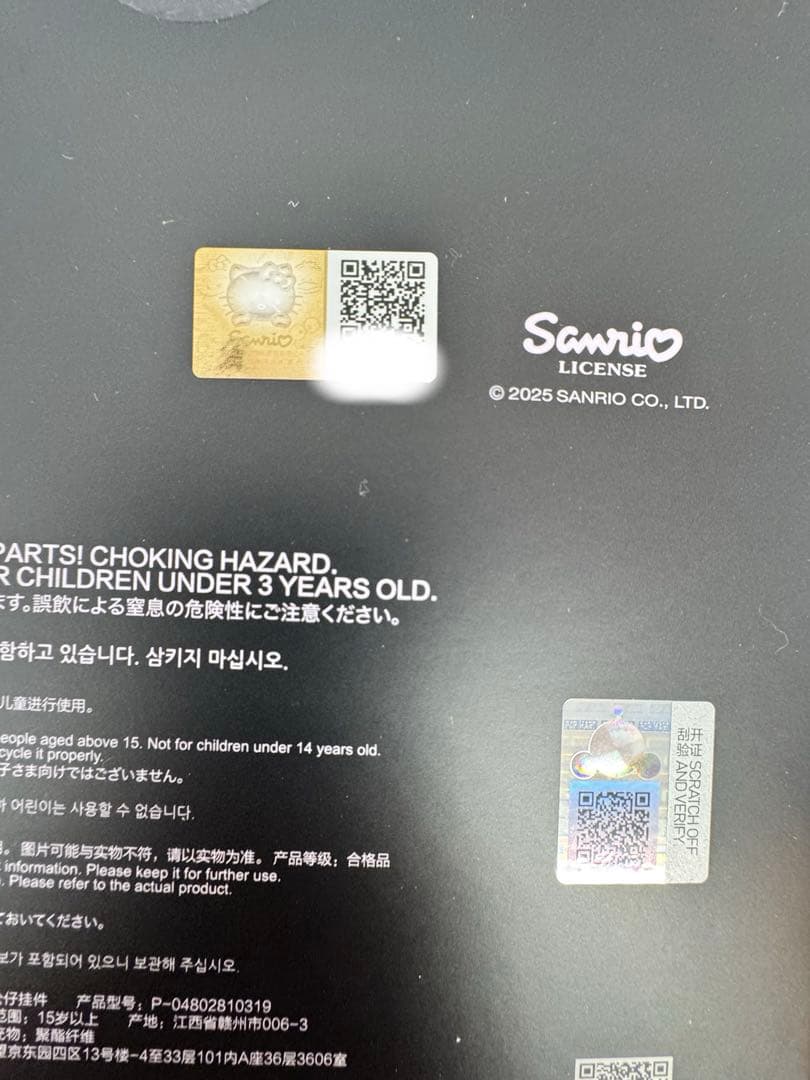 Sanrio
Sanrio
LICENSE
© 2025 SANRIO CO., LTD.
PARTS! CHOKING HAZARD.
R CHILDREN UNDER 3 YEARS OLD.
ます。誤飲による窒息の危険性にご注意ください。
함하고 있습니다. 삼키지 마십시오.
儿童进行使用。
eople aged above 15. Not for children under 14 years old.
cycle it properly.
子さま向けではございません。
어린이는 사용할 수 없습니다.
开证 SCRATCH OFF
刮验 AND VERIFY
。 图片可能与实物不符，请以实物为准。 产品等级：合格品
information. Please keep it for further use.
. Please refer to the actual product.
ておいてください。
보가 포함되어 있으니 보관해 주십시오.
仔挂件 产品型号：P-04802810319
范围：15岁以上 产地：江西省赣州市006-3
充物：聚酯纤维
望京东园四区13号楼-4至33层101内A座36层3606室